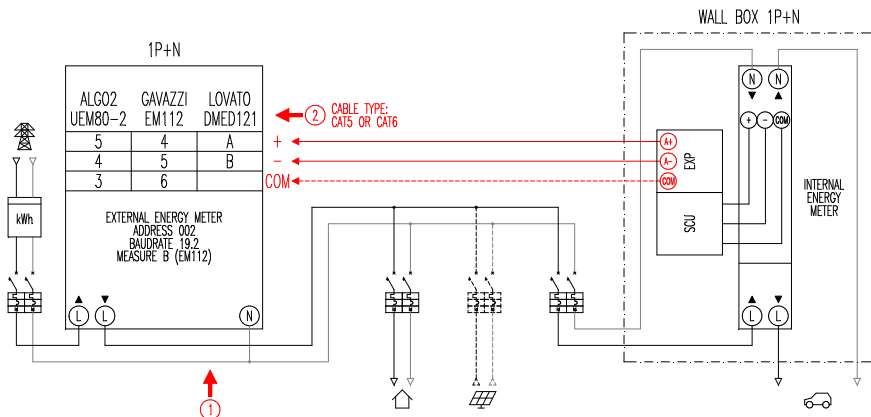 WALL BOX 1P+N
1P+N
ALGO2 GAVAZZI LOVATO
UEM80-2 EM112 DMED121
5 4 A
4 5 B
3 6
+
-
COM
2 CABLE TYPE:
CAT5 OR CAT6
EXTERNAL ENERGY METER
ADDRESS 002
BAUDRATE 19.2
MEASURE B (EM112)
L L N
kWh
1
A+
A-
COM
EXP
SCU
N N
+ - COM
INTERNAL
ENERGY
METER
L L